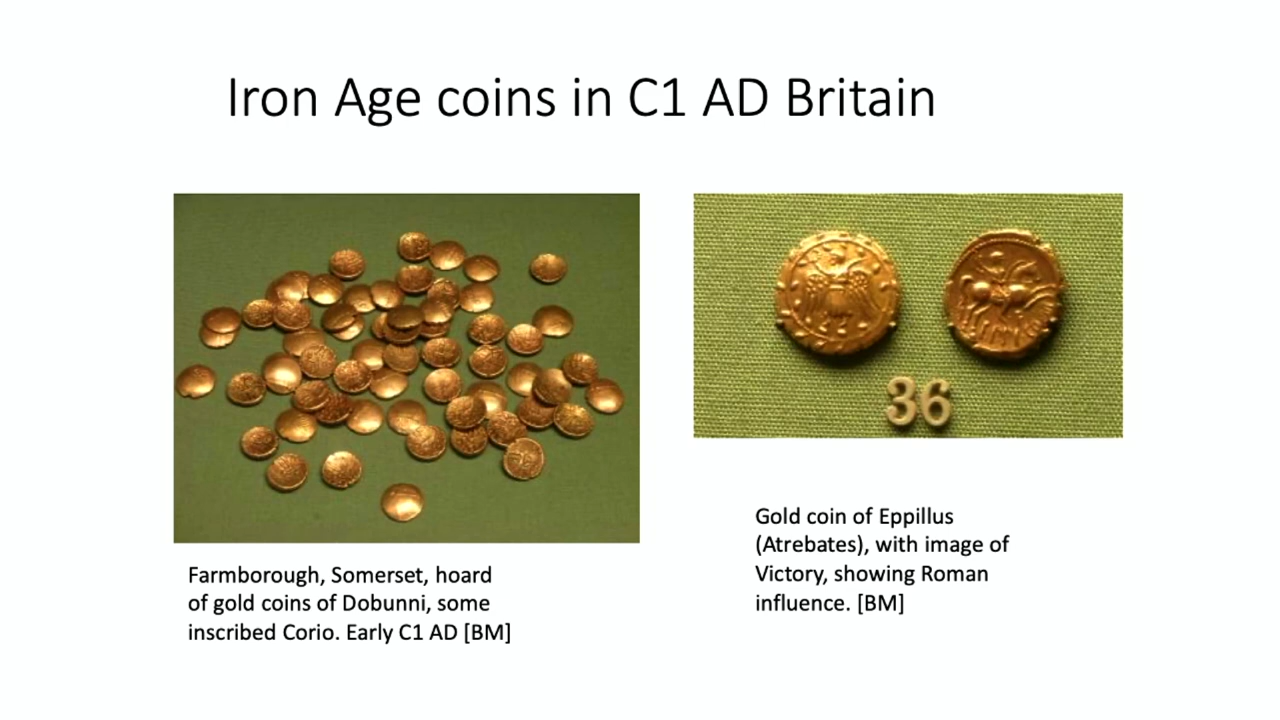 Iron Age coins in C1 AD Britain
36
Farmborough, Somerset, hoard
of gold coins of Dobunni, some
inscribed Corio. Early C1 AD [BM]
Gold coin of Eppillus
(Atrebates), with image of
Victory, showing Roman
influence. [BM]